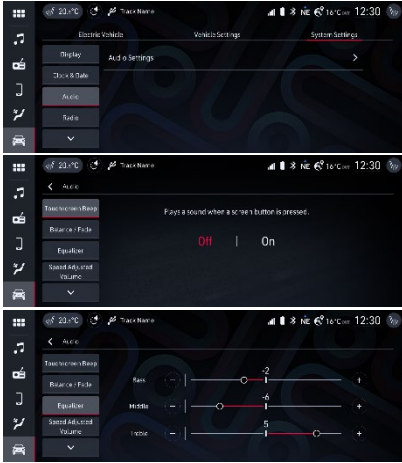 20.5°C Track Name NE 16°C 12:30
Electric Vehicle Vehicle Settings System Settings
Display
Audio Settings
Clock & Date
Audio
Radio
20.5°C Track Name NE 16°C 12:30
Audio
Touchscreen Beep
Plays a sound when a screen button is pressed.
Balance / Fade
Off | On
Equalizer
Speed Adjusted
Volume
20.5°C Track Name NE 16°C 12:30
Audio
Touchscreen Beep
Balance / Fade
Bass -2
Equalizer
Middle -6
Speed Adjusted
Volume
Treble 5